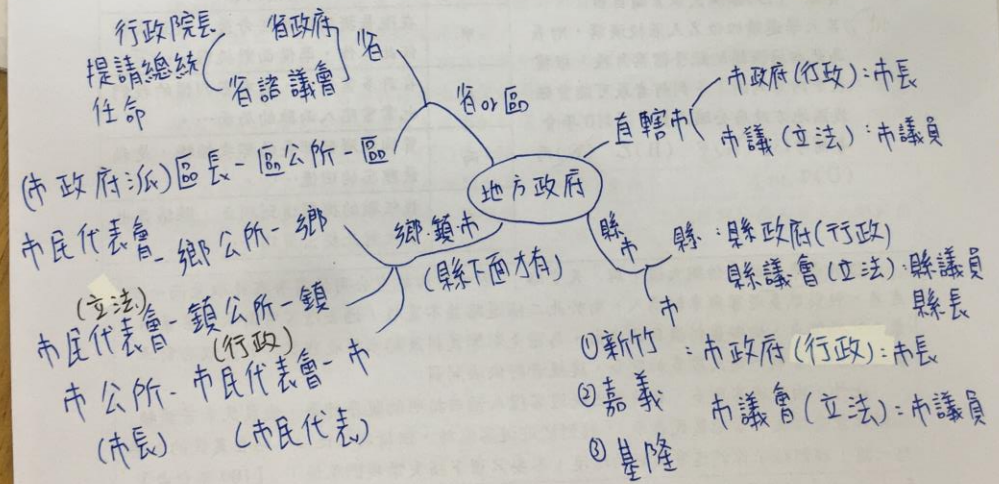 地方政府
省or區
省
省政府
省諮議會
行政院長
提請總統
任命
(市政府派)區長-區公所-區
鄉.鎮.市
(縣下面才有)
市民代表會-鄉公所-鄉
(立法)
市民代表會 鎮公所-鎮
(行政)
市公所-市民代表會 市
(市長) (市民代表)
直轄市
市政府(行政):市長
市議(立法):市議員
縣市
縣:縣政府(行政)
縣議會(立法):縣議員
縣長
市
①新竹 :市政府(行政):市長
②嘉義 市議會(立法):市議員
③基隆